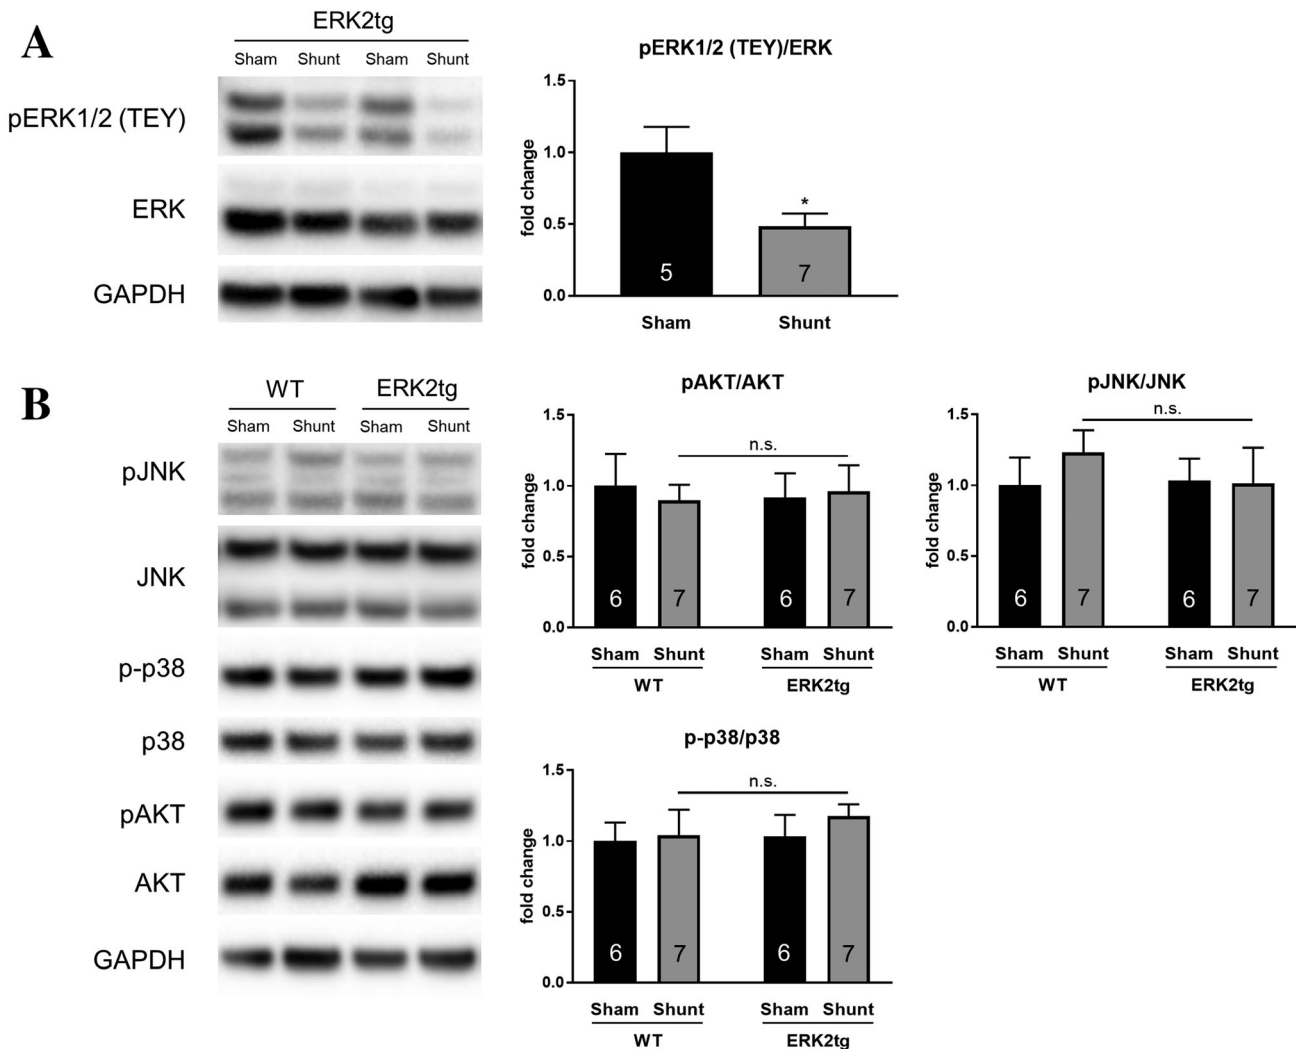 A
ERK2tg
Sham Shunt Sham Shunt
pERK1/2 (TEY)
ERK
GAPDH
pERK1/2 (TEY)/ERK
fold change
1.5
1.0
0.5
0.0
*
5
7
Sham Shunt
B
WT ERK2tg
Sham Shunt Sham Shunt
pJNK
JNK
p-p38
p38
pAKT
AKT
GAPDH
pAKT/AKT
fold change
1.5
1.0
0.5
0.0
n.s.
6 7 6 7
Sham Shunt Sham Shunt
WT ERK2tg
pJNK/JNK
fold change
1.5
1.0
0.5
0.0
n.s.
6 7 6 7
Sham Shunt Sham Shunt
WT ERK2tg
p-p38/p38
fold change
1.5
1.0
0.5
0.0
n.s.
6 7 6 7
Sham Shunt Sham Shunt
WT ERK2tg